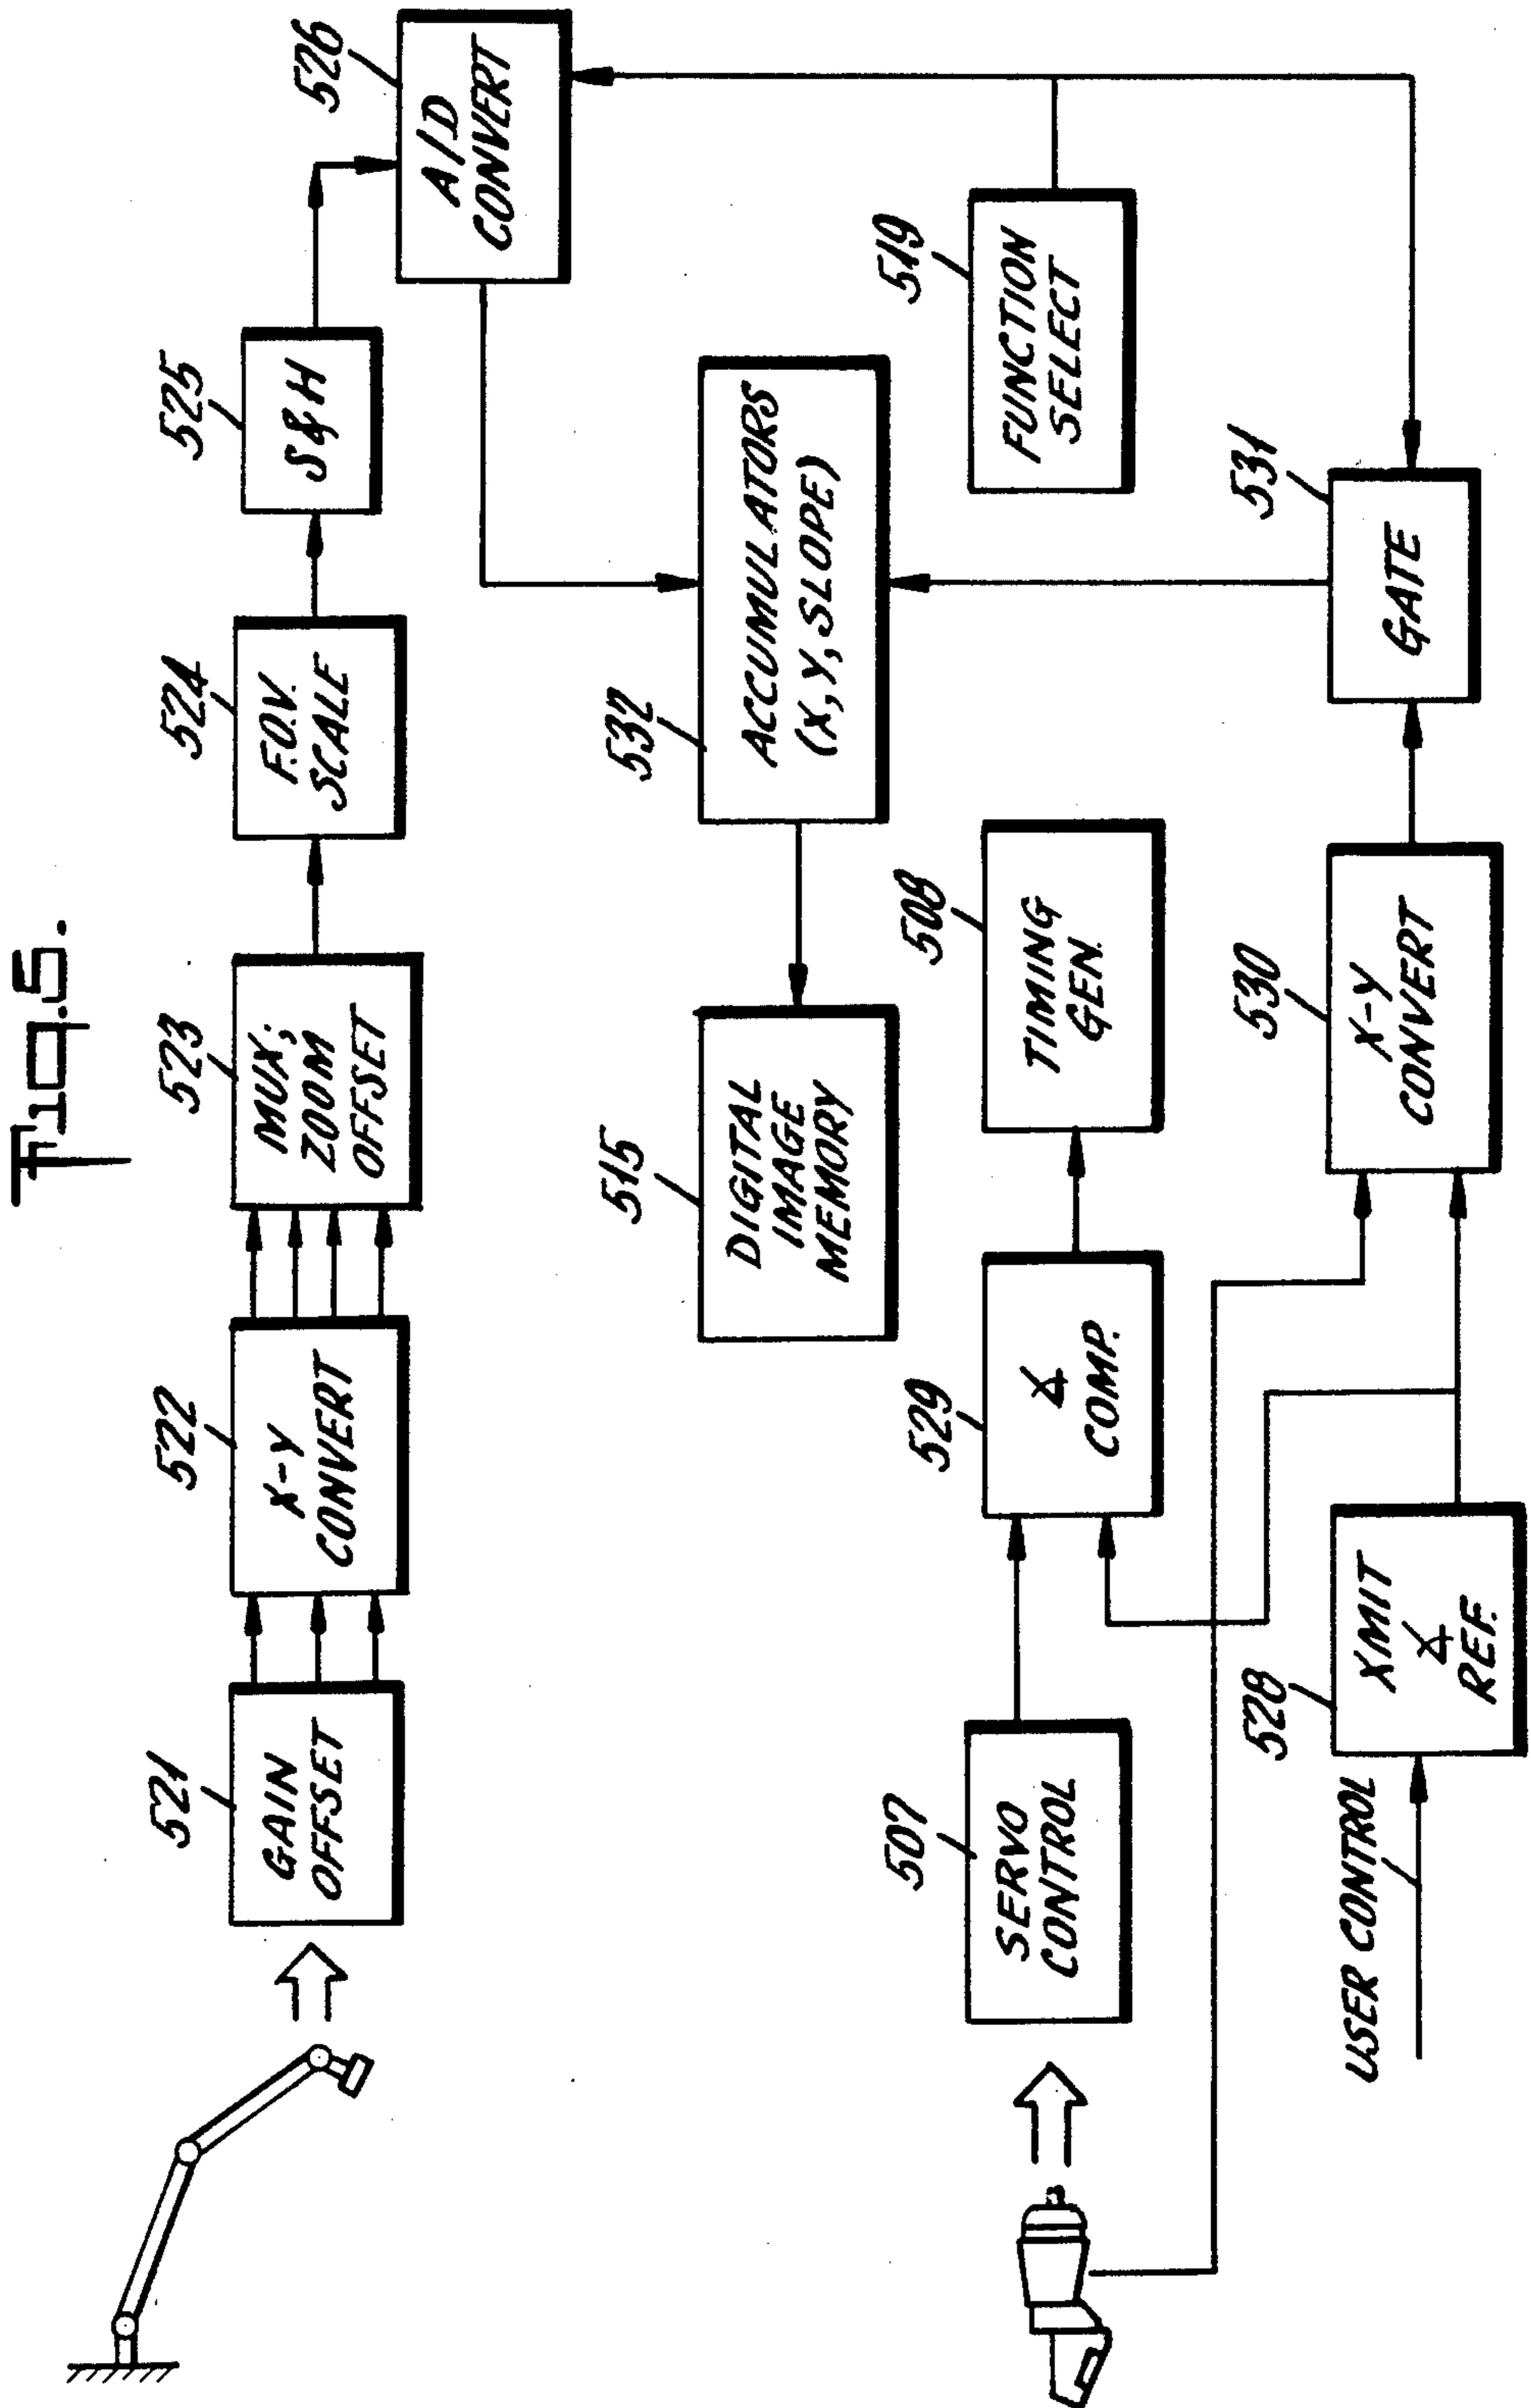 Fig.5.
521
GAIN
OFFSET
522
X-Y
CONVERT
523
MUX;
ZOOM
OFFSET
524
F.O.V.
SCALE
525
S&H
526
A/D
CONVERT
515
DIGITAL
IMAGE
MEMORY
532
ACCUMULATORS
(X,Y,SLOPE)
507
SERVO
CONTROL
529
∡
COMP.
508
TIMING
GEN.
519
FUNCTION
SELECT
USER CONTROL
528
XMIT
∡
REF.
530
X-Y
CONVERT
531
GATE